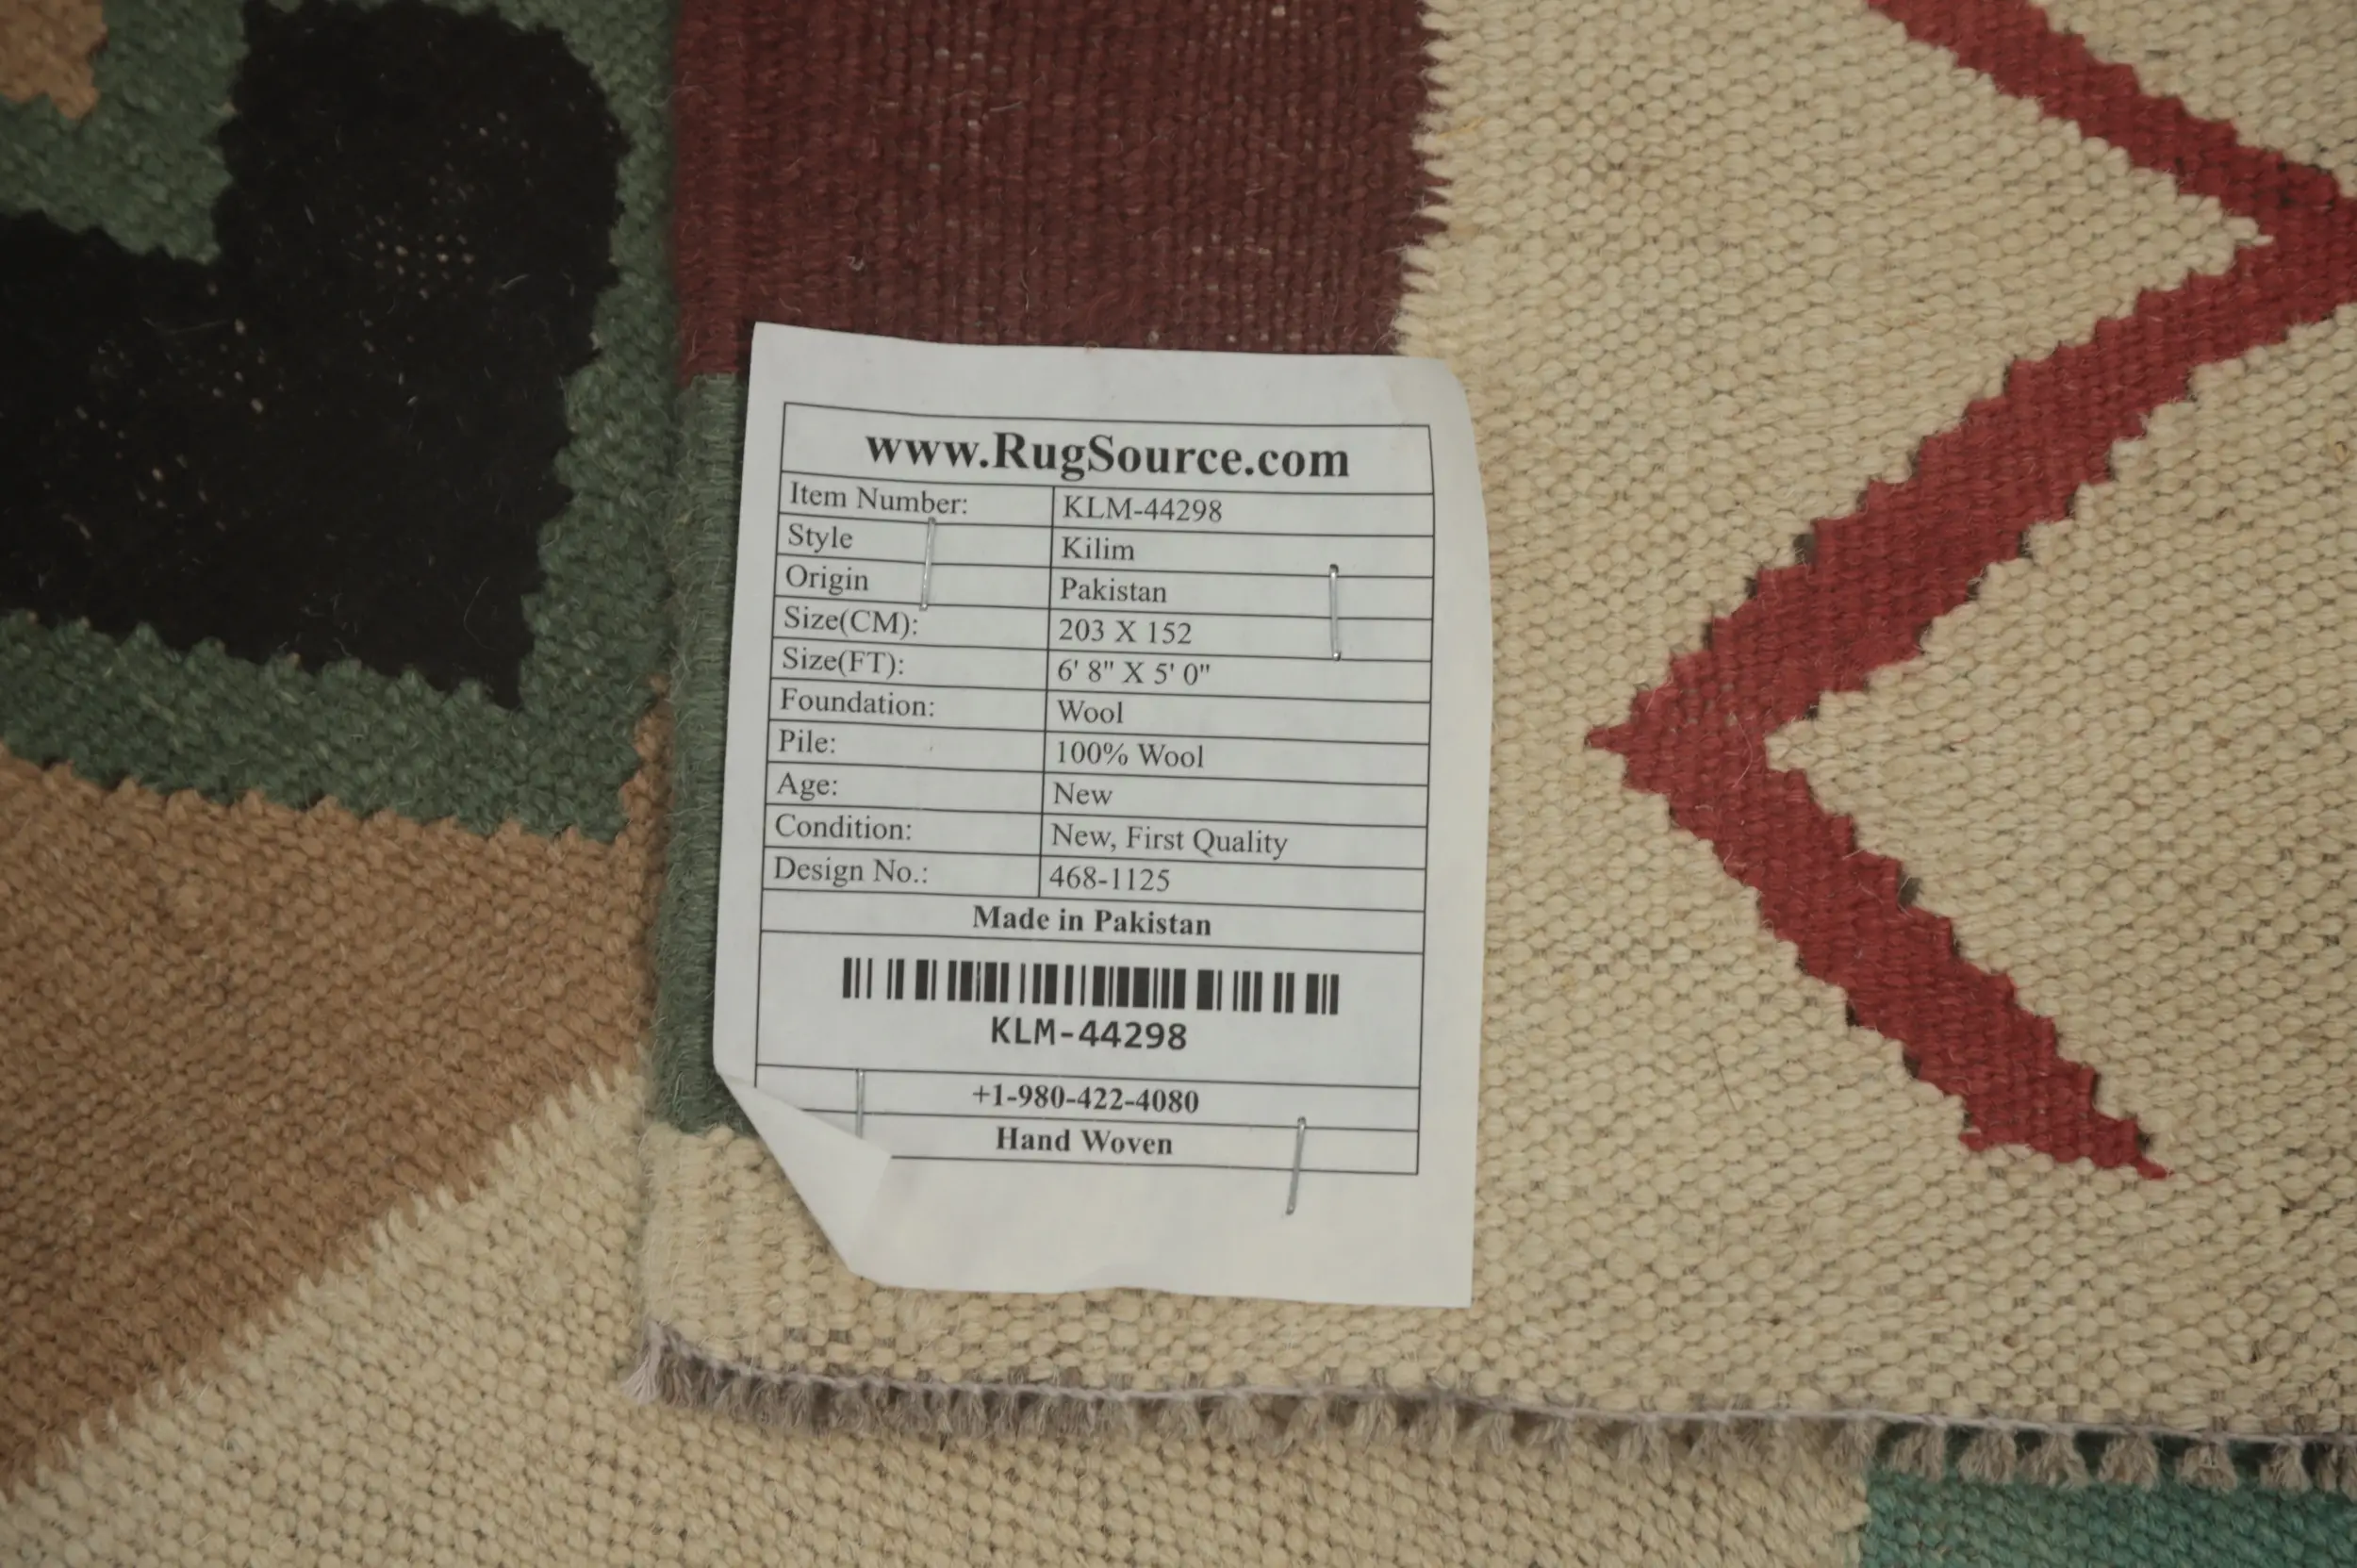 www.RugSource.com
Item Number: KLM-44298
Style Kilim
Origin Pakistan
Size(CM): 203 X 152
Size(FT): 6' 8" X 5' 0"
Foundation: Wool
Pile: 100% Wool
Age: New
Condition: New, First Quality
Design No.: 468-1125
Made in Pakistan
KLM-44298
+1-980-422-4080
Hand Woven